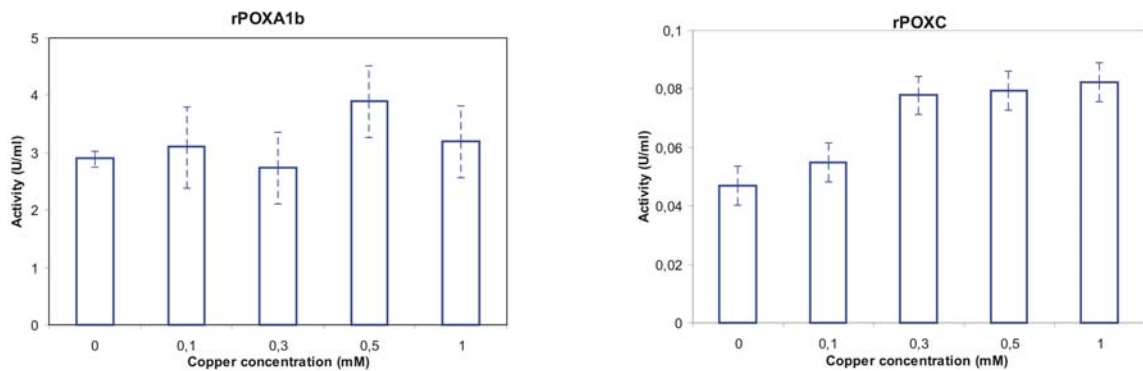 rPOXA1b
5
4
3
2
1
0
Activity (U/ml)
0 0,1 0,3 0,5 1
Copper concentration (mM)
rPOXC
0,1
0,08
0,06
0,04
0,02
0
Activity (U/ml)
0 0,1 0,3 0,5 1
Copper concentration (mM)